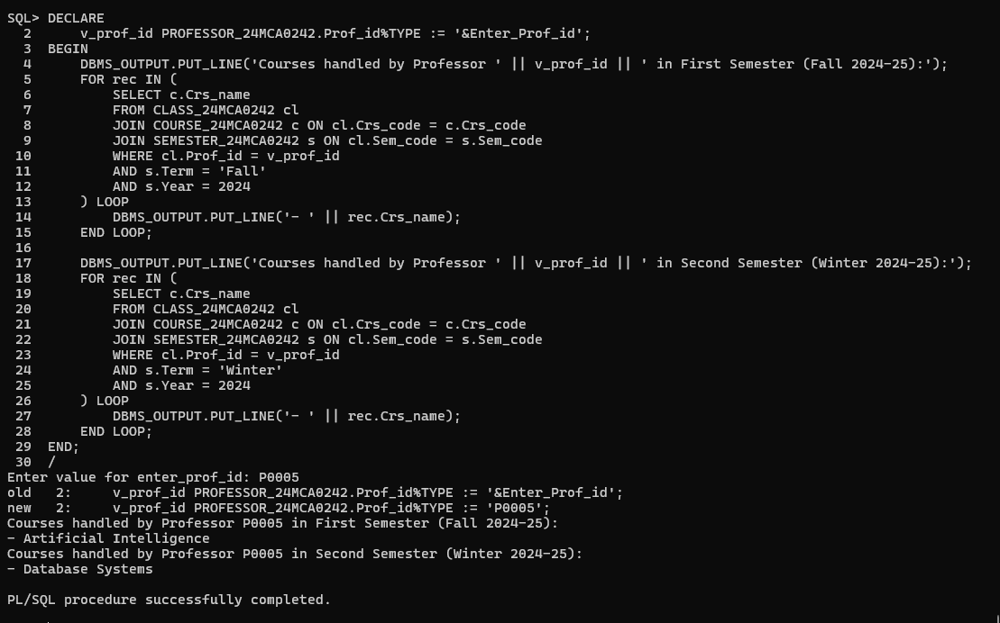 SQL> DECLARE
  2      v_prof_id PROFESSOR_24MCA0242.Prof_id%TYPE := '&Enter_Prof_id';
  3  BEGIN
  4      DBMS_OUTPUT.PUT_LINE('Courses handled by Professor ' || v_prof_id || ' in First Semester (Fall 2024-25):');
  5      FOR rec IN (
  6          SELECT c.Crs_name
  7          FROM CLASS_24MCA0242 cl
  8          JOIN COURSE_24MCA0242 c ON cl.Crs_code = c.Crs_code
  9          JOIN SEMESTER_24MCA0242 s ON cl.Sem_code = s.Sem_code
 10          WHERE cl.Prof_id = v_prof_id
 11          AND s.Term = 'Fall'
 12          AND s.Year = 2024
 13      ) LOOP
 14          DBMS_OUTPUT.PUT_LINE('- ' || rec.Crs_name);
 15      END LOOP;
 16
 17      DBMS_OUTPUT.PUT_LINE('Courses handled by Professor ' || v_prof_id || ' in Second Semester (Winter 2024-25):');
 18      FOR rec IN (
 19          SELECT c.Crs_name
 20          FROM CLASS_24MCA0242 cl
 21          JOIN COURSE_24MCA0242 c ON cl.Crs_code = c.Crs_code
 22          JOIN SEMESTER_24MCA0242 s ON cl.Sem_code = s.Sem_code
 23          WHERE cl.Prof_id = v_prof_id
 24          AND s.Term = 'Winter'
 25          AND s.Year = 2024
 26      ) LOOP
 27          DBMS_OUTPUT.PUT_LINE('- ' || rec.Crs_name);
 28      END LOOP;
 29  END;
 30  /
Enter value for enter_prof_id: P0005
old   2:     v_prof_id PROFESSOR_24MCA0242.Prof_id%TYPE := '&Enter_Prof_id';
new   2:     v_prof_id PROFESSOR_24MCA0242.Prof_id%TYPE := 'P0005';
Courses handled by Professor P0005 in First Semester (Fall 2024-25):
- Artificial Intelligence
Courses handled by Professor P0005 in Second Semester (Winter 2024-25):
- Database Systems

PL/SQL procedure successfully completed.